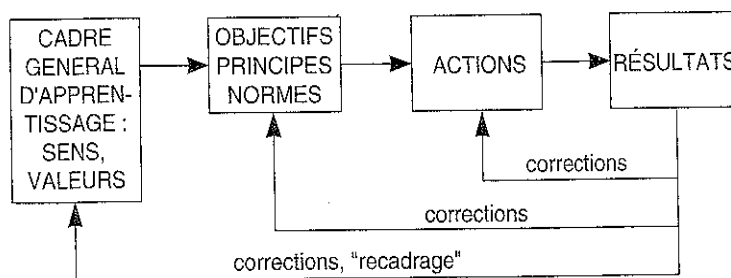 CADRE
GENERAL
D'APPREN-
TISSAGE :
SENS,
VALEURS
OBJECTIFS
PRINCIPES
NORMES
ACTIONS
RÉSULTATS
corrections
corrections
corrections, "recadrage"